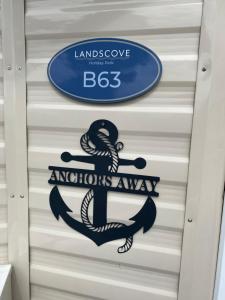 LANDSCOVE
Holiday Park
B63
ANCHORS AWAY